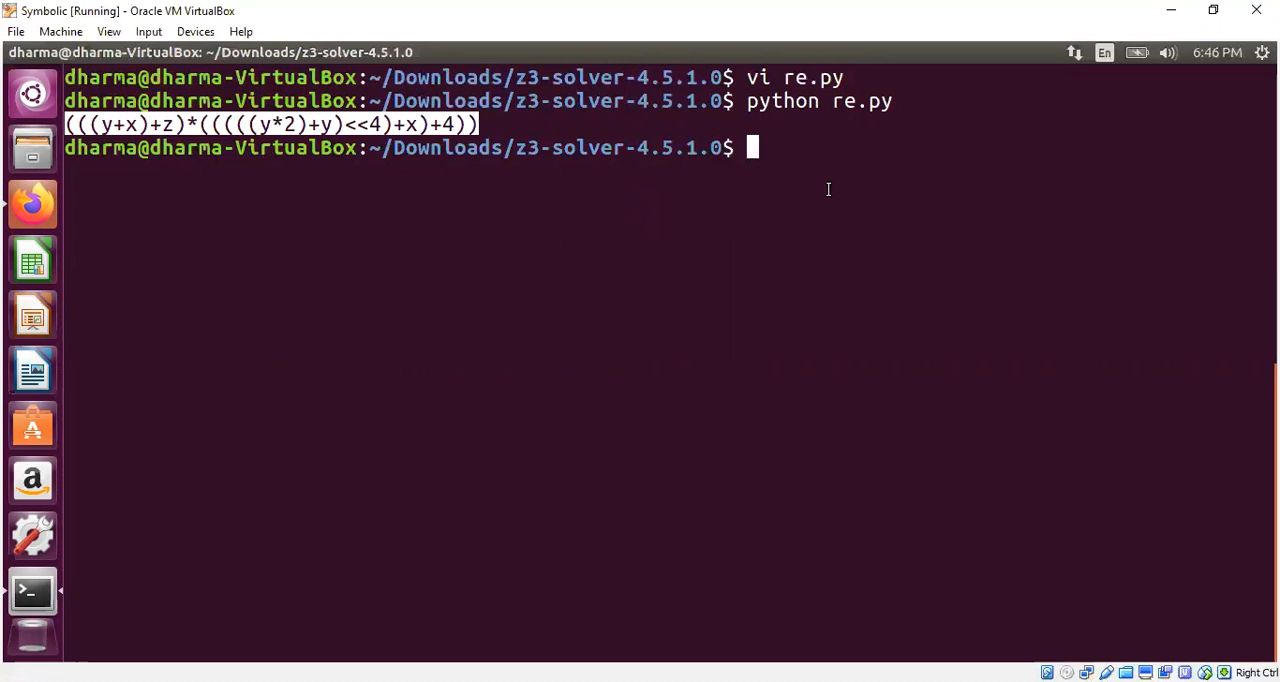 Symbolic [Running] - Oracle VM VirtualBox
File Machine View Input Devices Help
dharma@dharma-VirtualBox: ~/Downloads/z3-solver-4.5.1.0 En 6:46 PM
dharma@dharma-VirtualBox:~/Downloads/z3-solver-4.5.1.0$ vi re.py
dharma@dharma-VirtualBox:~/Downloads/z3-solver-4.5.1.0$ python re.py
(((y+x)+z)*(((((y*2)+y)<<4)+x)+4))
dharma@dharma-VirtualBox:~/Downloads/z3-solver-4.5.1.0$
Right Ctrl